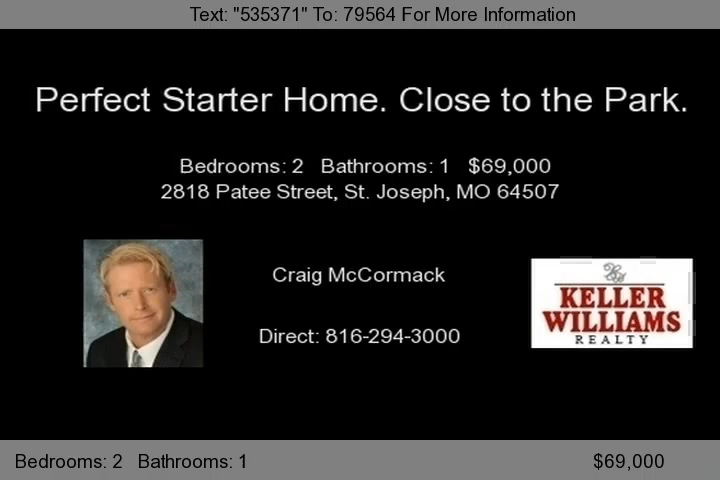 Text: "535371" To: 79564 For More Information
Perfect Starter Home. Close to the Park.
Bedrooms: 2 Bathrooms: 1 $69,000
2818 Patee Street, St. Joseph, MO 64507
Craig McCormack
Direct: 816-294-3000
KELLER
WILLIAMS
REALTY
Bedrooms: 2 Bathrooms: 1 $69,000